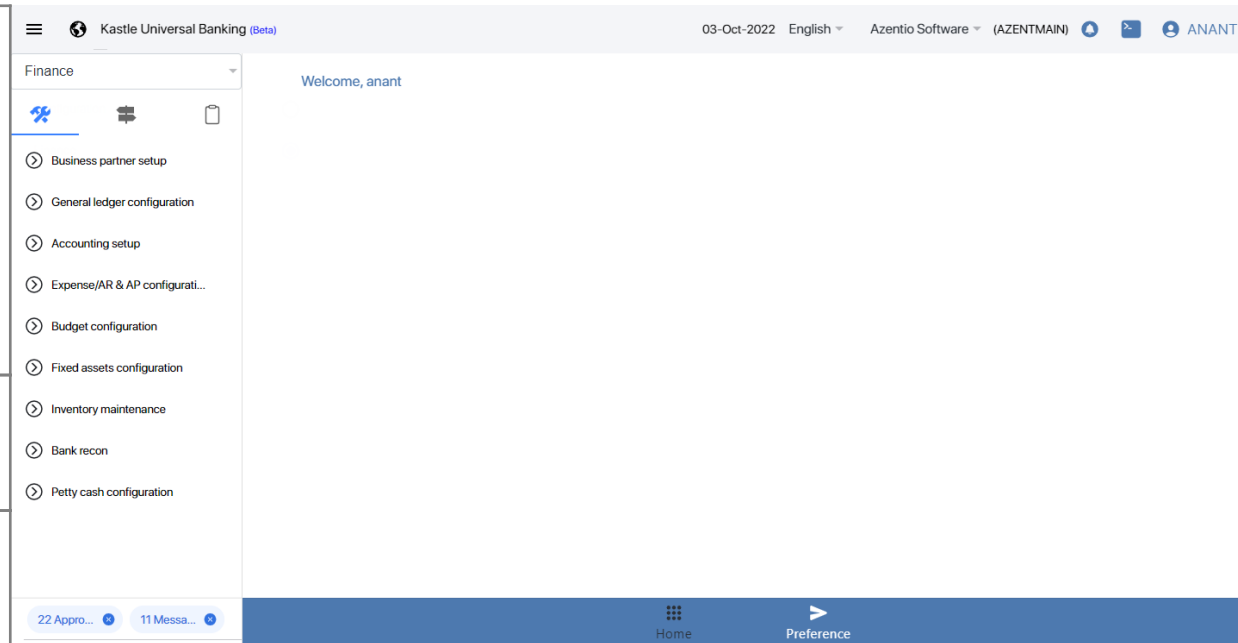 Kastle Universal Banking (Beta) 03-Oct-2022 English Azentio Software (AZENTMAIN) ANANT
Finance
Welcome, anant
Business partner setup
General ledger configuration
Accounting setup
Expense/AR & AP configurati...
Budget configuration
Fixed assets configuration
Inventory maintenance
Bank recon
Petty cash configuration
22 Appro... 11 Messa...
Home Preference